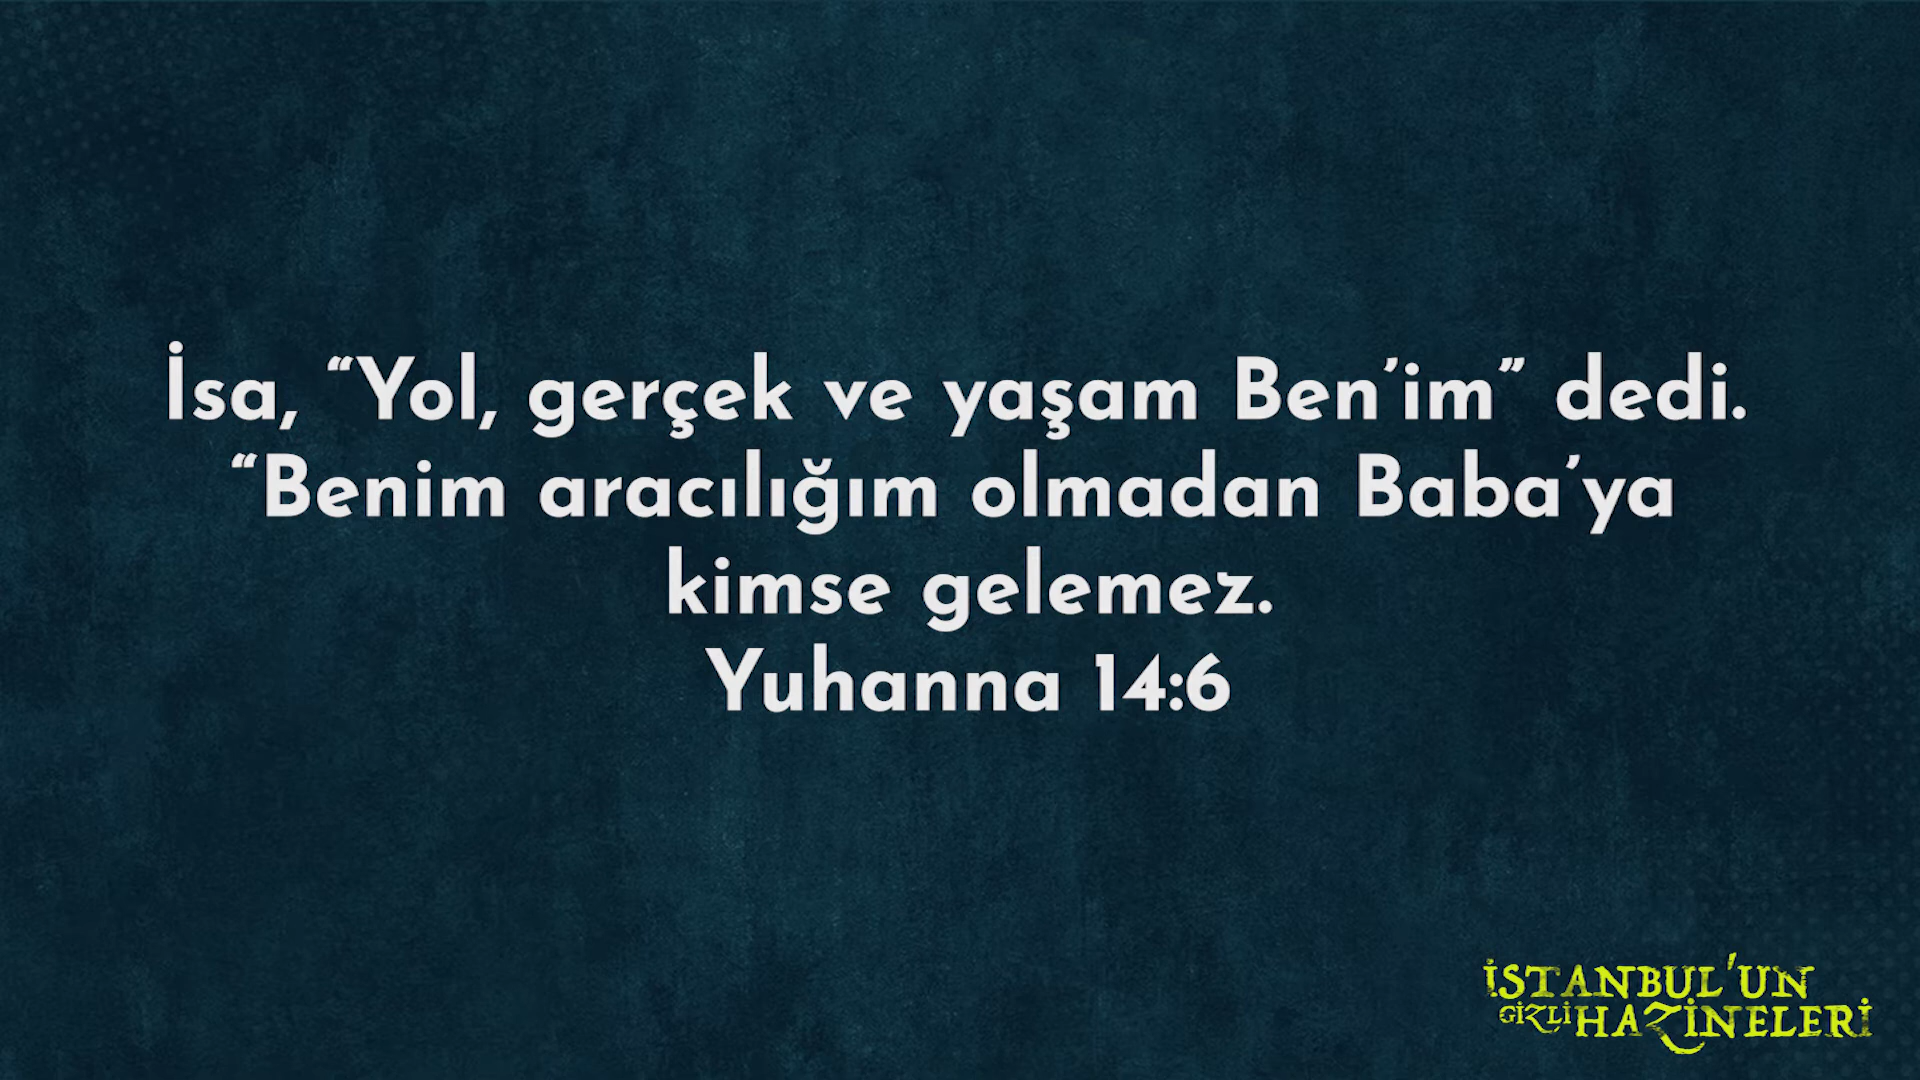 İsa, “Yol, gerçek ve yaşam Ben’im” dedi.
“Benim aracılığım olmadan Baba’ya
kimse gelemez.
Yuhanna 14:6
İSTANBUL'UN
GİZLİ HAZİNELERİ